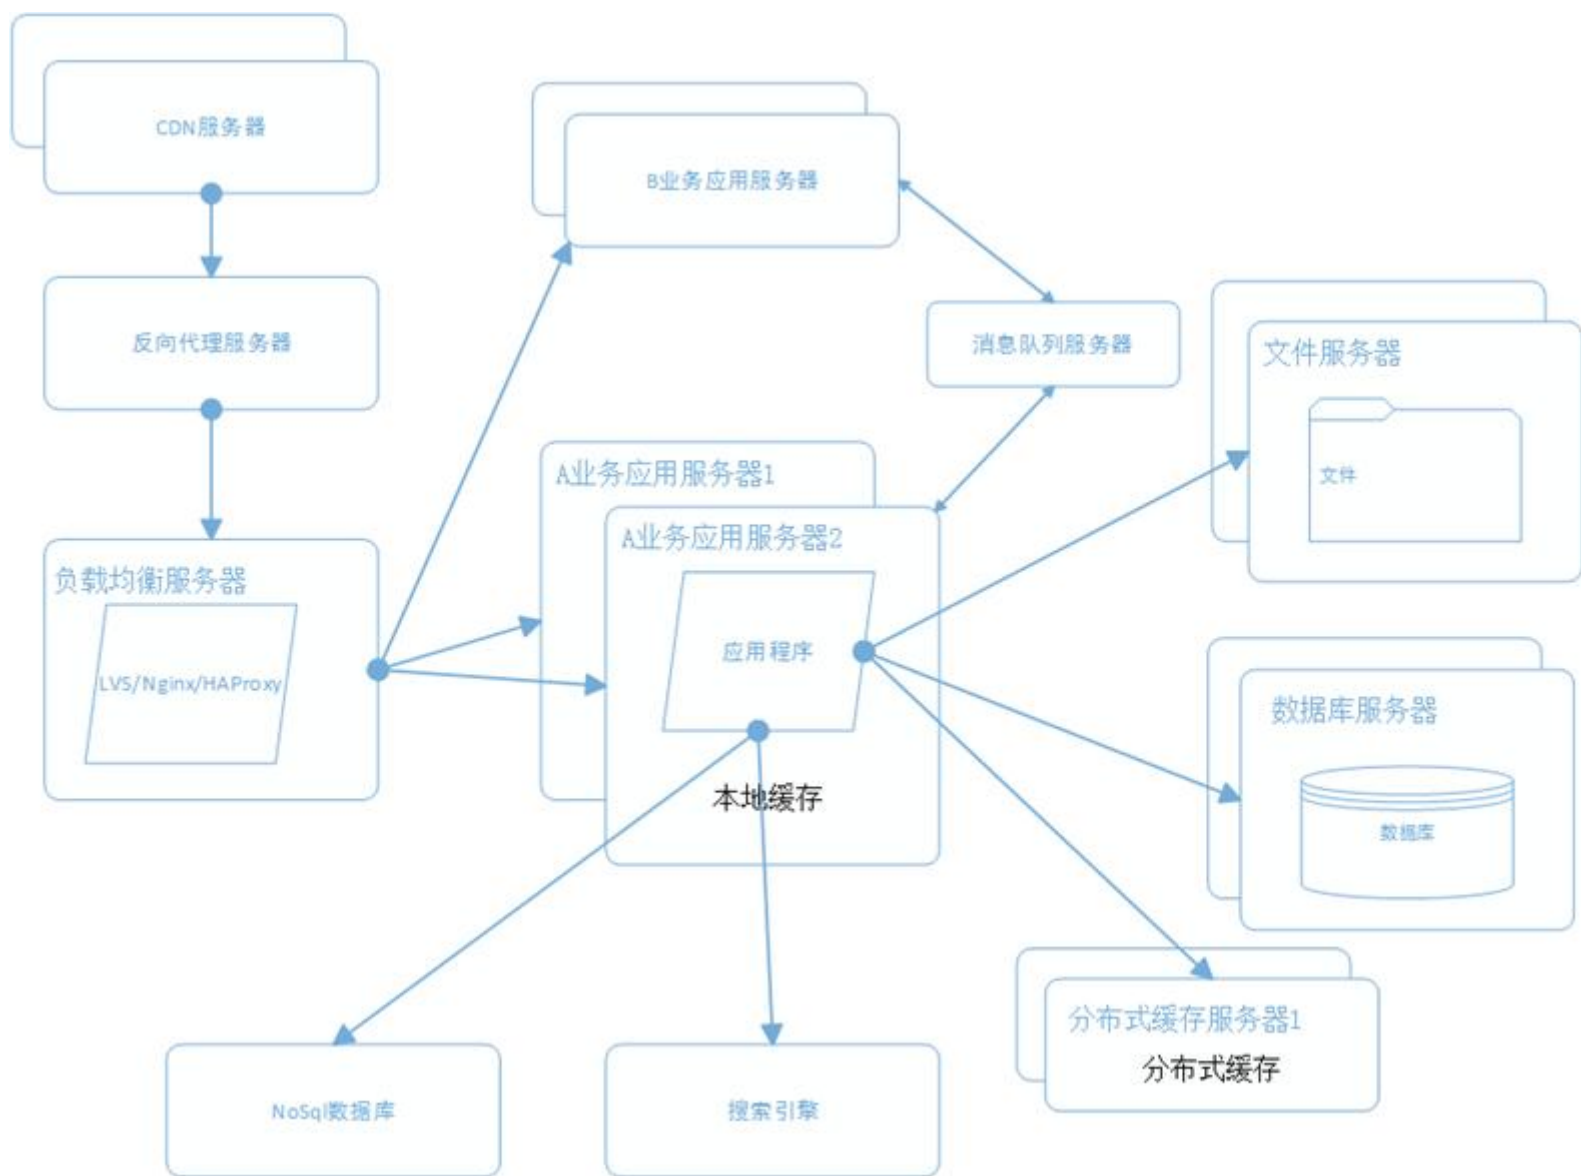 CDN服务器
B业务应用服务器
反向代理服务器
消息队列服务器
文件服务器
文件
A业务应用服务器1
A业务应用服务器2
负载均衡服务器
LVS/Nginx/HAProxy
应用程序
本地缓存
数据库服务器
数据库
分布式缓存服务器1
分布式缓存
NoSql数据库
搜索引擎